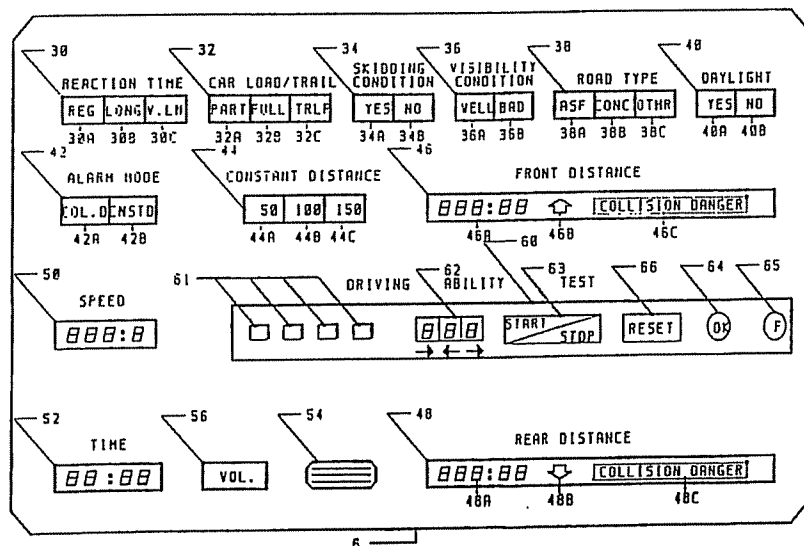 30 32 34 36 38 40
REACTION TIME CAR LOAD/TRAIL SKIDDING CONDITION VISIBILITY CONDITION ROAD TYPE DAYLIGHT
REG LONG V.LN PART FULL TRLF YES NO VELL BAD ASF CONC OTHR YES NO
30A 30B 30C 32A 32B 32C 34A 34B 36A 36B 38A 38B 38C 40A 40B
42 44 46
ALARM MODE CONSTANT DISTANCE FRONT DISTANCE
COL.D CNSTD 50 100 150 888:88 COLLISION DANGER
42A 42B 44A 44B 44C 46A 46B 46C
50 61 62 60 63 66 64 65
SPEED DRIVING ABILITY TEST
888:8 888 START STOP RESET OK F
52 56 54 48
TIME REAR DISTANCE
88:88 VOL. 888:88 COLLISION DANGER
48A 48B 48C
6